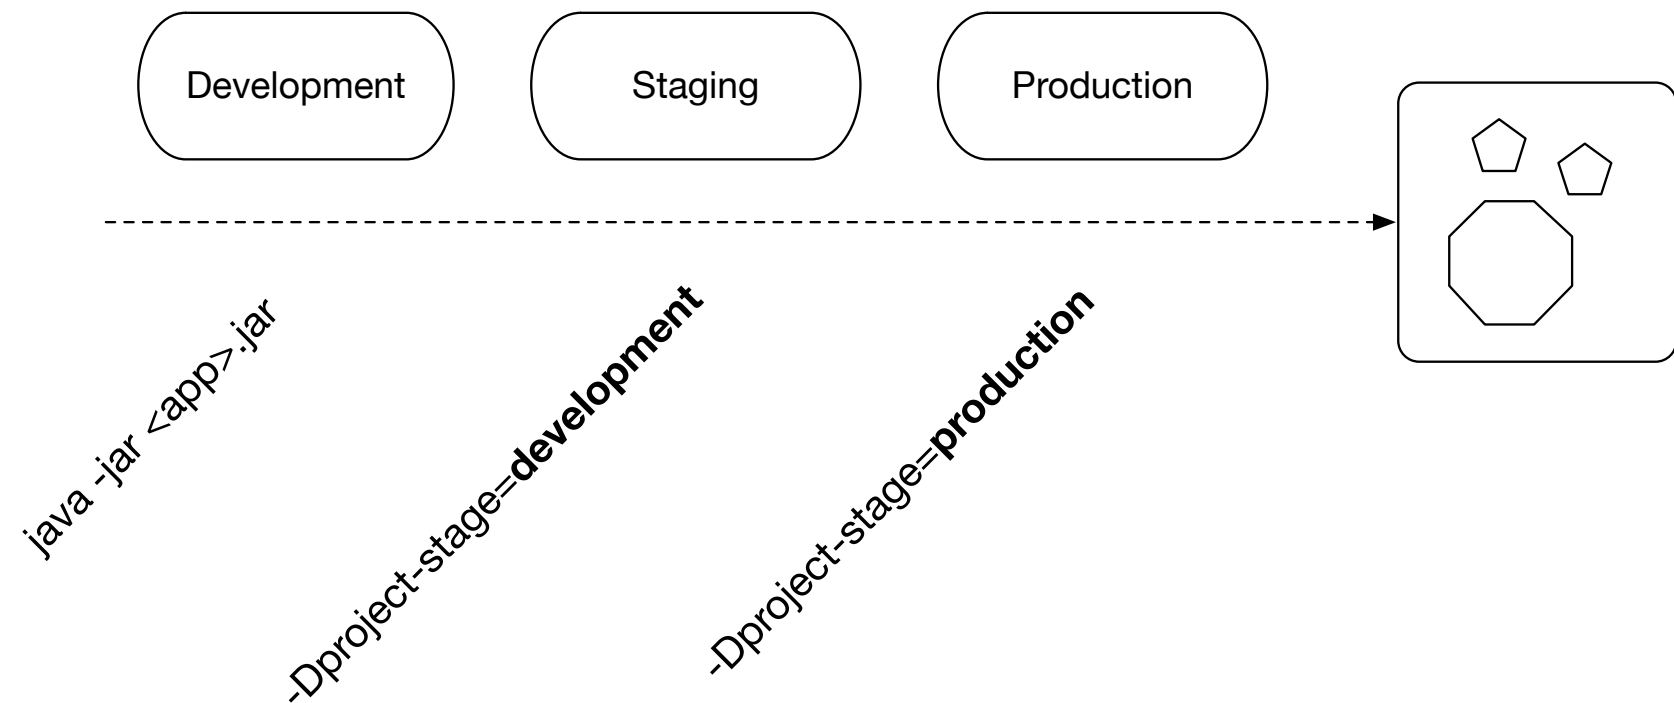 Development
Staging
Production
java -jar <app>.jar
-Dproject-stage=development
-Dproject-stage=production